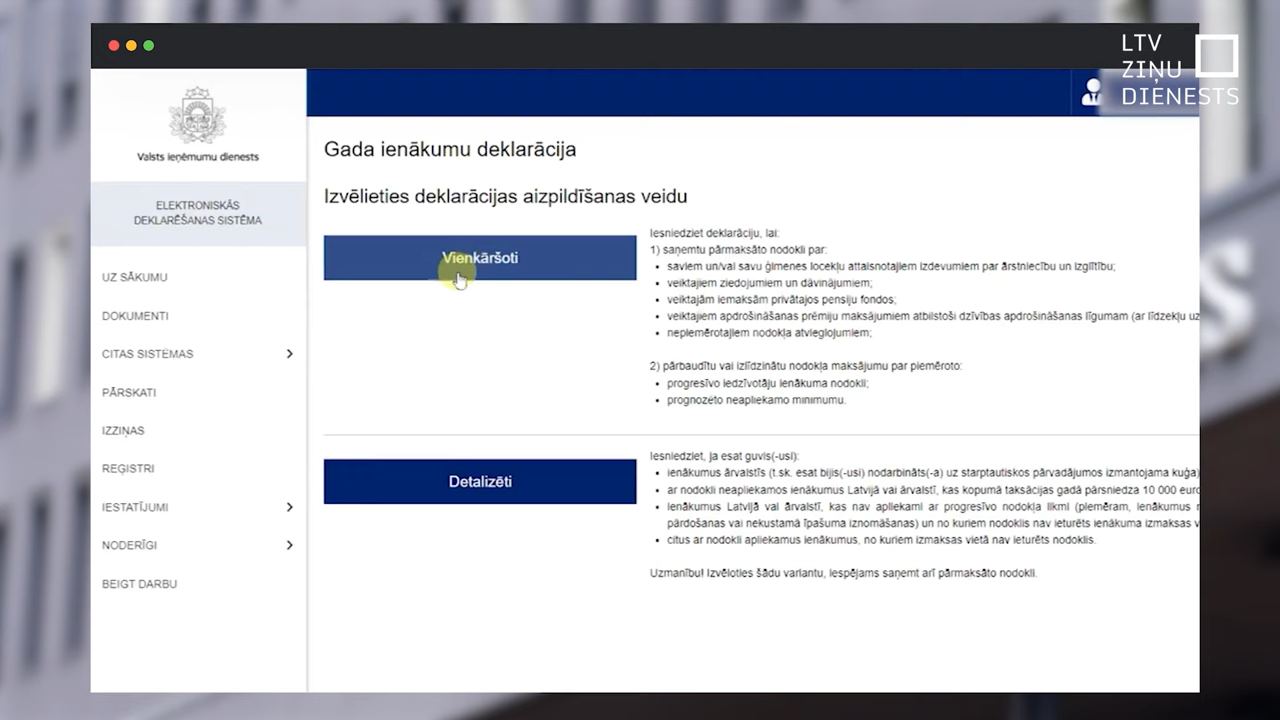 LTV
ZIŅU
DIENESTS
Valsts ieņēmumu dienests
ELEKTRONISKĀS
DEKLARĒŠANAS SISTĒMA
UZ SĀKUMU
DOKUMENTI
CITAS SISTĒMAS
PĀRSKATI
IZZIŅAS
REĢISTRI
IESTATĪJUMI
NODERĪGI
BEIGT DARBU
Gada ienākumu deklarācija
Izvēlieties deklarācijas aizpildīšanas veidu
Vienkāršoti
Iesniedziet deklarāciju, lai:
1) saņemtu pārmaksāto nodokli par:
• saviem un/vai savu ģimenes locekļu attaisnotajiem izdevumiem par ārstniecību un izglītību;
• veiktajiem ziedojumiem un dāvinājumiem;
• veiktajām iemaksām privātajos pensiju fondos;
• veiktajiem apdrošināšanas prēmiju maksājumiem atbilstoši dzīvības apdrošināšanas līgumam (ar līdzekļu uz
• nepiemērotajiem nodokļa atvieglojumiem;
2) pārbaudītu vai izlīdzinātu nodokļa maksājumu par piemēroto:
• progresīvo iedzīvotāju ienākuma nodokli;
• prognozēto neapliekamo minimumu.
Detalizēti
Iesniedziet, ja esat guvis(-usi):
• ienākumus ārvalstīs (t.sk. esat bijis(-usi) nodarbināts(-a) uz starptautiskos pārvadājumos izmantojama kuģa)
• ar nodokli neapliekamos ienākumus Latvijā vai ārvalstī, kas kopumā taksācijas gadā pārsniedza 10 000 euro
• ienākumus Latvijā vai ārvalstī, kas nav apliekami ar progresīvo nodokļa likmi (piemēram, ienākumus
pārdošanas vai nekustamā īpašuma iznomāšanas) un no kuriem nodoklis nav ieturēts ienākuma izmaksas v
• citus ar nodokli apliekamus ienākumus, no kuriem izmaksas vietā nav ieturēts nodoklis.
Uzmanību! Izvēloties šādu variantu, iespējams saņemt arī pārmaksāto nodokli.